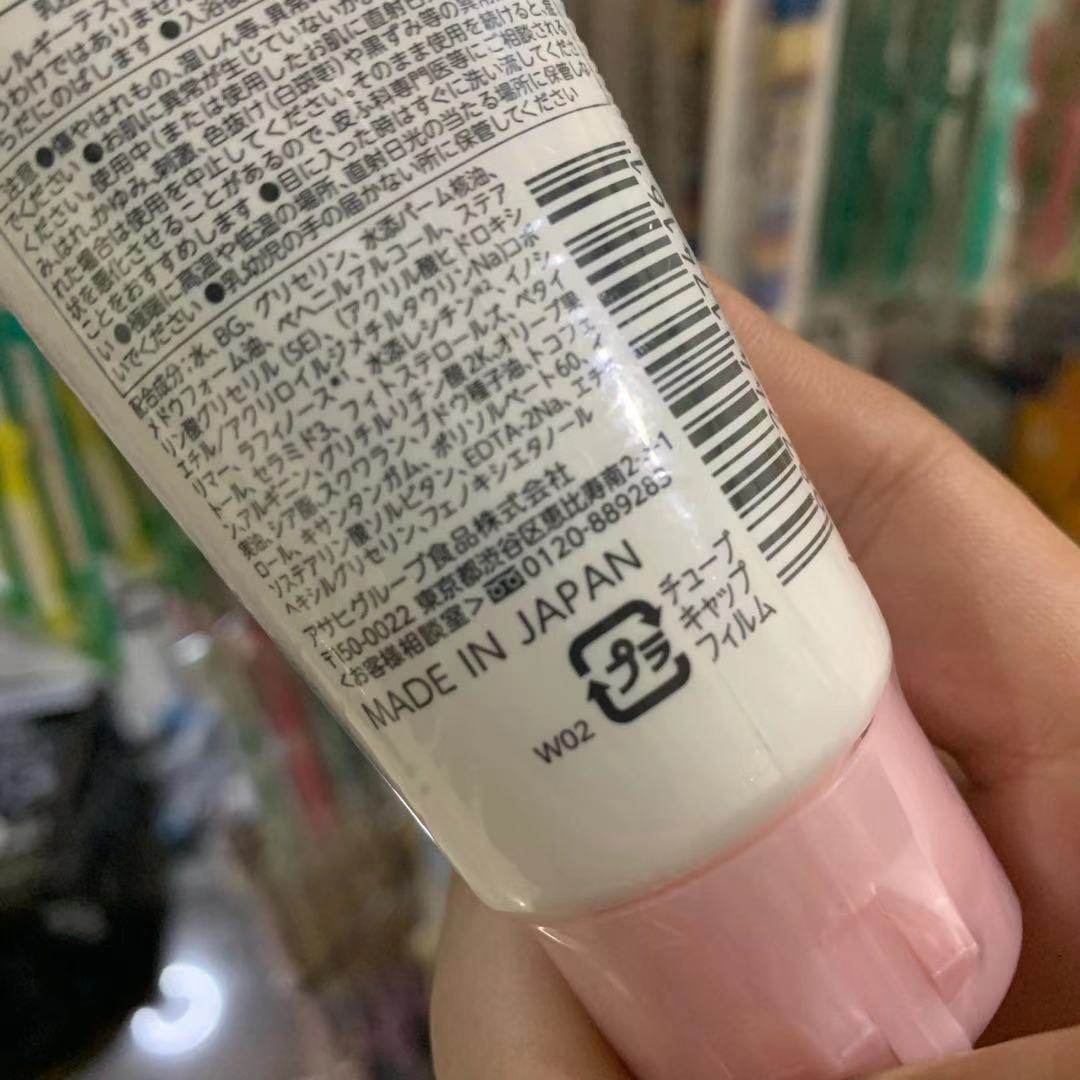 乳
レルギーテスト
うわけではありません
らだにのばします ●入浴後
注意 ●傷やはれもの、湿しん等、異常
でください ●お肌に異常が生じていないか
ください。使用中(または使用したお肌に直射日
み、はれ、かゆみ、刺激、色抜け(白斑等)や黒ずみ等の異常
れた場合は使用を中止してください。そのまま使用を続けると症
状を悪化させることがあるので、皮ふ科専門医等にご相談される
ことをおすすめします ●目に入った時はすぐに洗い流してくださ
い ●極端に高温や低温の場所、直射日光の当たる場所に保管しな
いでください ●乳幼児の手の届かない所に保管してください
配合成分:水、BG、グリセリン、水添パーム核油、
メドウフォーム油、ベヘニルアルコール、ステア
リン酸グリセリル(SE)、(アクリル酸ヒドロキシ
エチル/アクリロイルジメチルタウリンNa)コポ
リマー、ラフィノース、水添レシチン、イノシ
トール、セラミド3、フィトステロールズ、ベタイ
ン、アルギニン、グリチルリチン酸2K、オリーブ果
実油、シア脂、スクワラン、ブドウ種子油、トコフェ
ロール、キサンタンガム、ポリソルベート60、
ソステアリン酸ソルビタン、EDTA-2Na、エチル
ヘキシルグリセリン、フェノキシエタノール
アサヒグループ食品株式会社
〒150-0022 東京都渋谷区恵比寿南2-4-1
<お客様相談室> 0120-889283
MADE IN JAPAN
プラ
チューブ
キャップ
フィルム
W02